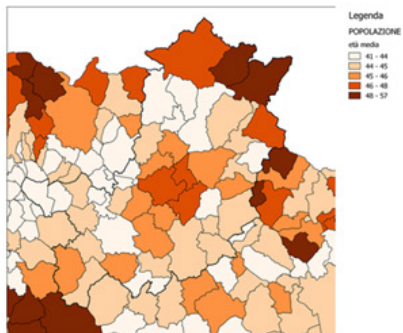 Legenda
POPOLAZIONE
età media
41 - 44
44 - 45
45 - 46
46 - 48
48 - 57